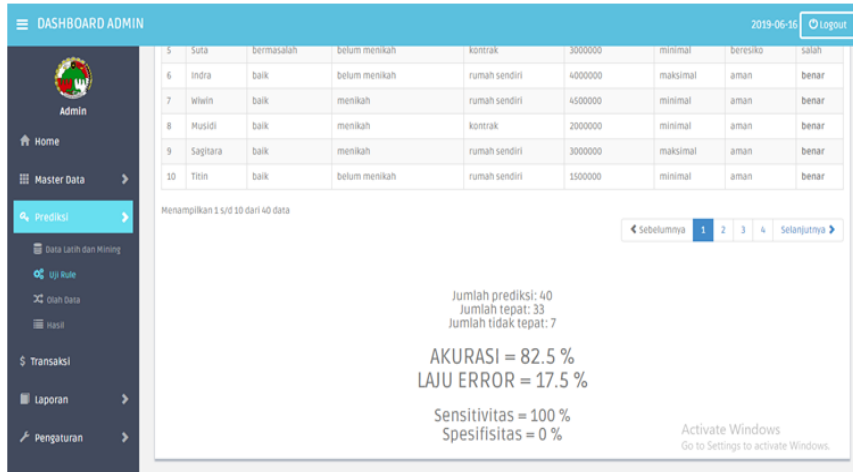 DASHBOARD ADMIN
2019-06-16 Logout
Admin
Home
Master Data
Prediksi
Data Latih dan Mining
Uji Rule
Olah Data
Hasil
$ Transaksi
Laporan
Pengaturan
5 Suta bermasalah belum menikah kontrak 3000000 minimal beresiko salah
6 Indra baik belum menikah rumah sendiri 4000000 maksimal aman benar
7 Wiwin baik menikah rumah sendiri 4500000 minimal aman benar
8 Musidi baik menikah kontrak 2000000 minimal aman benar
9 Sagitara baik menikah rumah sendiri 3000000 maksimal aman benar
10 Titin baik belum menikah rumah sendiri 1500000 minimal aman benar
Menampilkan 1 s/d 10 dari 40 data
Sebelumnya 1 2 3 4 Selanjutnya
Jumlah prediksi: 40
Jumlah tepat: 33
Jumlah tidak tepat: 7
AKURASI = 82.5 %
LAJU ERROR = 17.5 %
Sensitivitas = 100 %
Spesifisitas = 0 %
Activate Windows
Go to Settings to activate Windows.